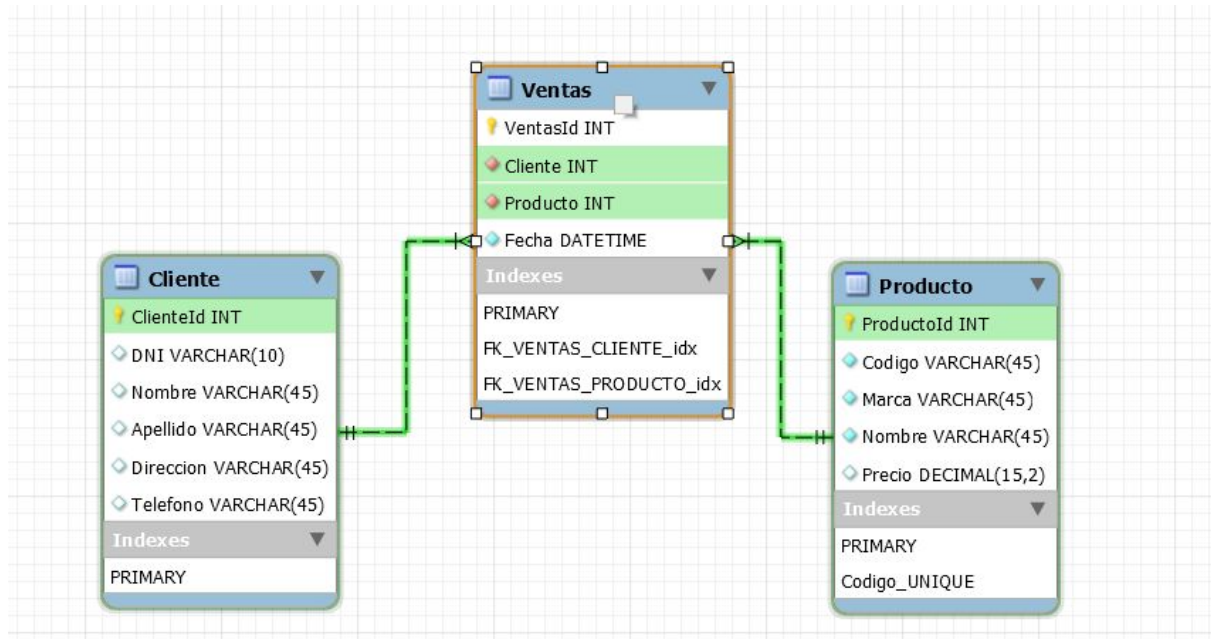 Ventas
VentasId INT
Cliente INT
Producto INT
Fecha DATETIME
Indexes
PRIMARY
FK_VENTAS_CLIENTE_idx
FK_VENTAS_PRODUCTO_idx
Cliente
ClienteId INT
DNI VARCHAR(10)
Nombre VARCHAR(45)
Apellido VARCHAR(45)
Direccion VARCHAR(45)
Telefono VARCHAR(45)
Indexes
PRIMARY
Producto
ProductoId INT
Codigo VARCHAR(45)
Marca VARCHAR(45)
Nombre VARCHAR(45)
Precio DECIMAL(15,2)
Indexes
PRIMARY
Codigo_UNIQUE